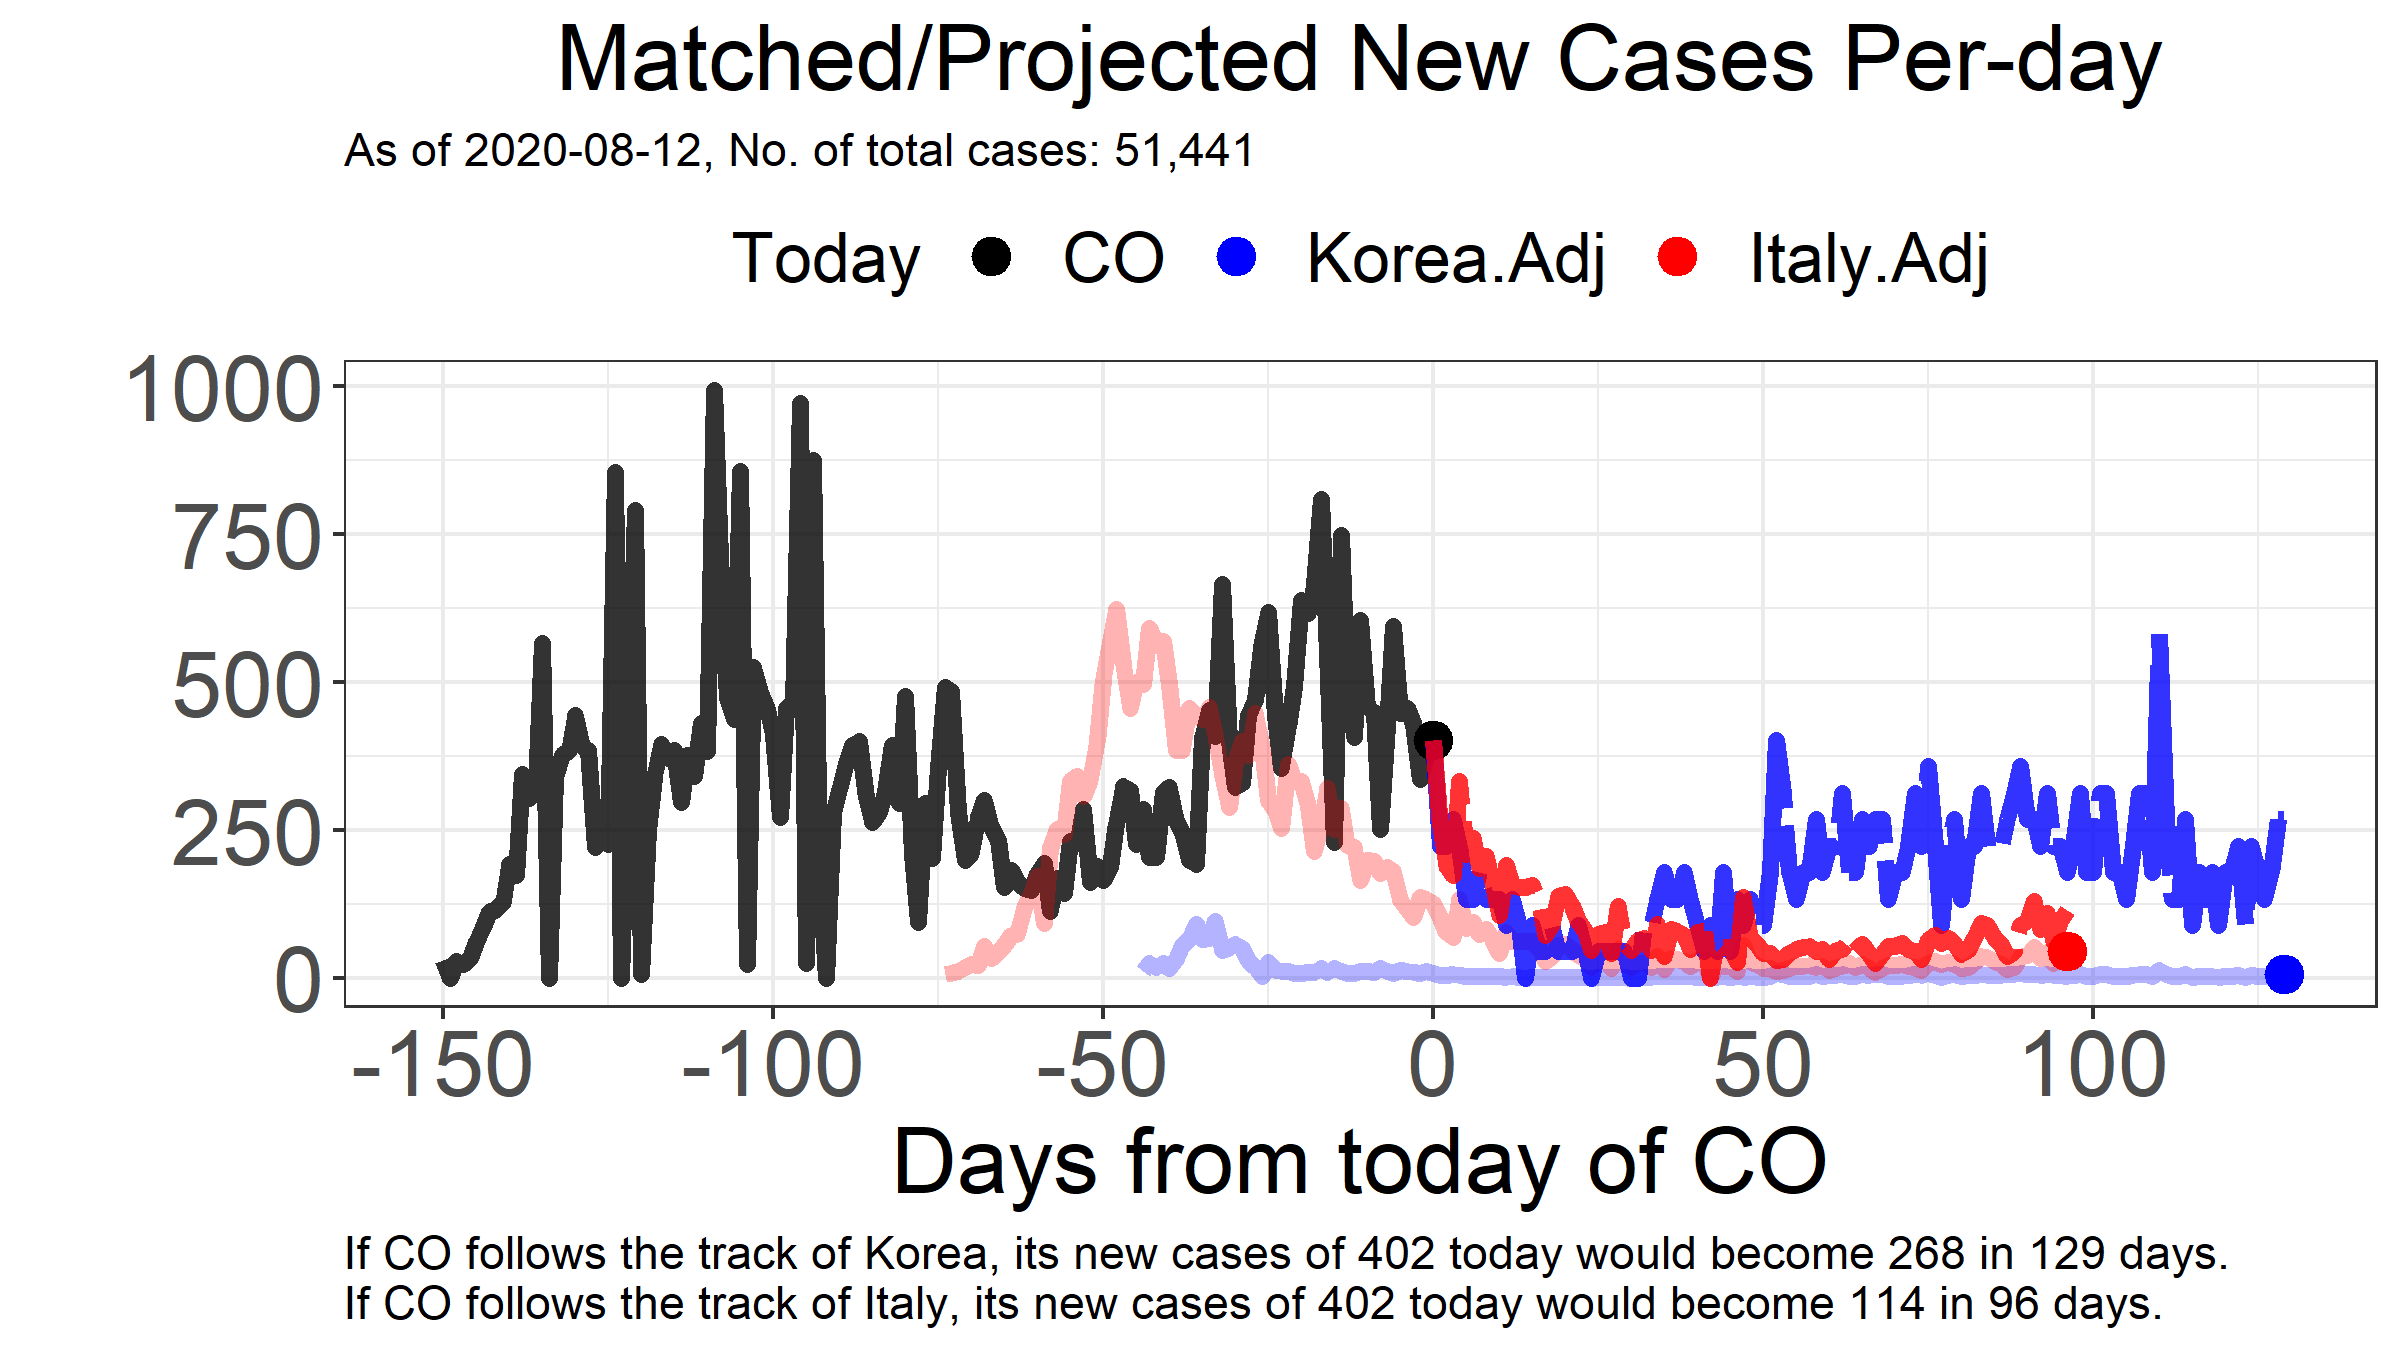 Matched/Projected New Cases Per-day
As of 2020-08-12, No. of total cases: 51,441
Today CO Korea.Adj Italy.Adj
1000
750
500
250
0
-150 -100 -50 0 50 100
Days from today of CO
If CO follows the track of Korea, its new cases of 402 today would become 268 in 129 days.
If CO follows the track of Italy, its new cases of 402 today would become 114 in 96 days.